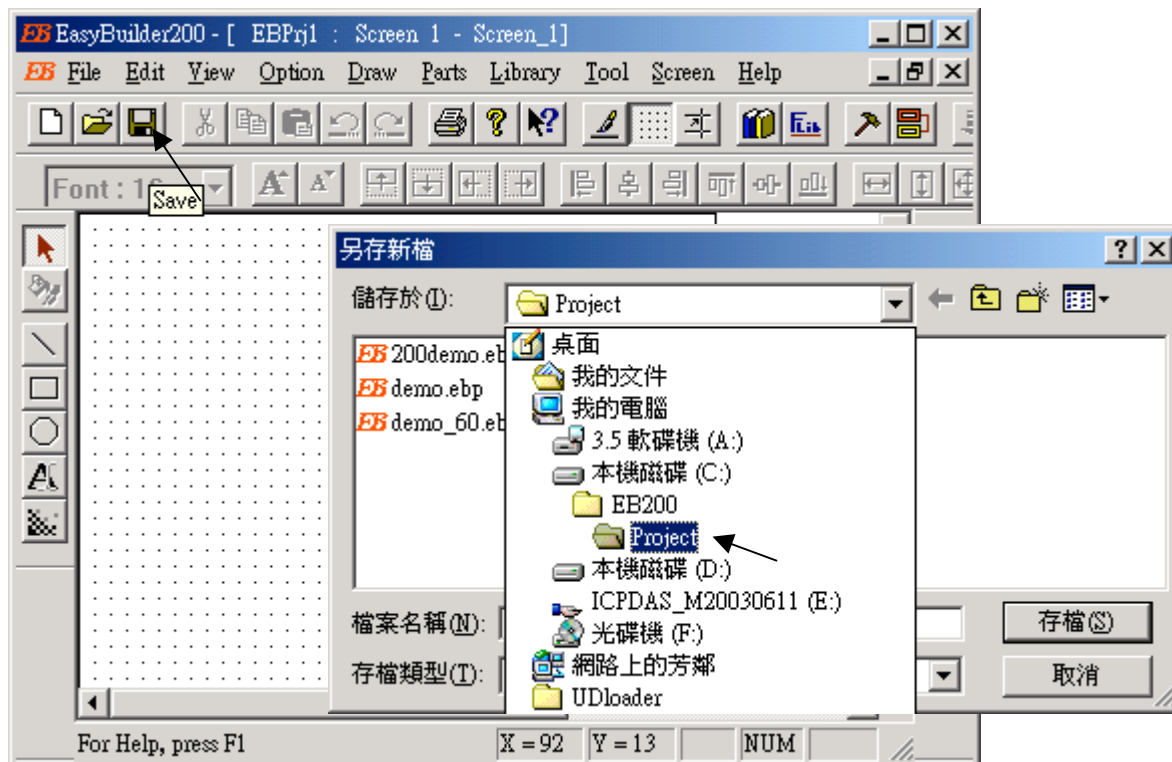 EB EasyBuilder200 - [ EBPrj1 : Screen 1 - Screen_1]
EB File Edit View Option Draw Parts Library Tool Screen Help
Font : 16
Save
另存新檔
儲存於(I): Project
EB 200demo.eb
EB demo.ebp
EB demo_60.eb
桌面
我的文件
我的電腦
3.5 軟碟機 (A:)
本機磁碟 (C:)
EB200
Project
本機磁碟 (D:)
ICPDAS_M20030611 (E:)
光碟機 (F:)
網路上的芳鄰
UDloader
檔案名稱(N): 存檔(S)
存檔類型(T): 取消
For Help, press F1 X = 92 Y = 13 NUM